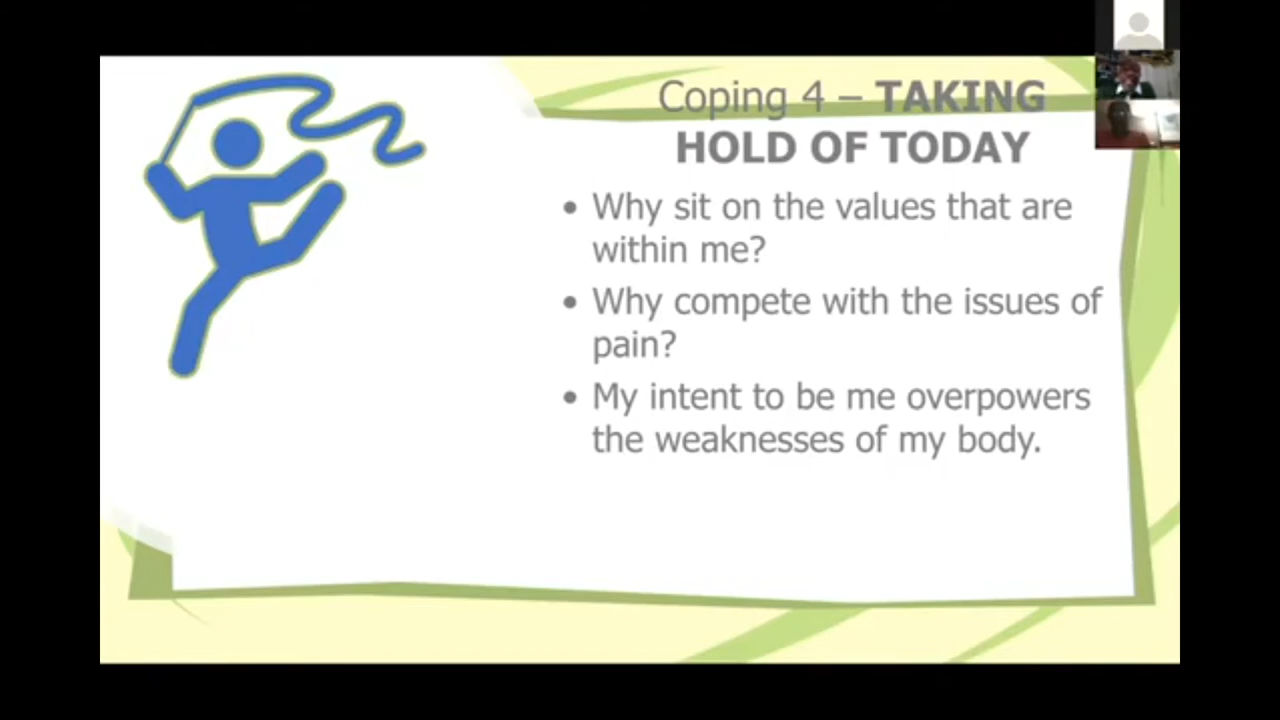 Coping 4 – TAKING
HOLD OF TODAY
• Why sit on the values that are
within me?
• Why compete with the issues of
pain?
• My intent to be me overpowers
the weaknesses of my body.